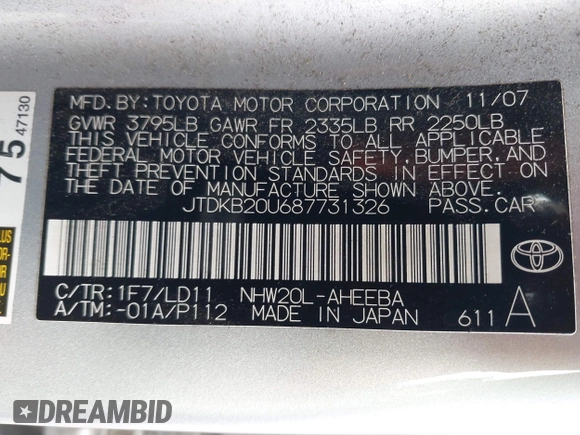 MFD. BY: TOYOTA MOTOR CORPORATION 11/07
GVWR 3795LB GAWR FR 2335LB RR 2250LB
THIS VEHICLE CONFORMS TO ALL APPLICABLE
FEDERAL MOTOR VEHICLE SAFETY, BUMPER, AND
THEFT PREVENTION STANDARDS IN EFFECT ON
THE DATE OF MANUFACTURE SHOWN ABOVE.
JTDKB20U687731326 PASS. CAR
C/TR: 1F7/LD11 NHW20L-AHEEBA
A/TM: -01A/P112 MADE IN JAPAN 611 A
75 47130
DREAMBID